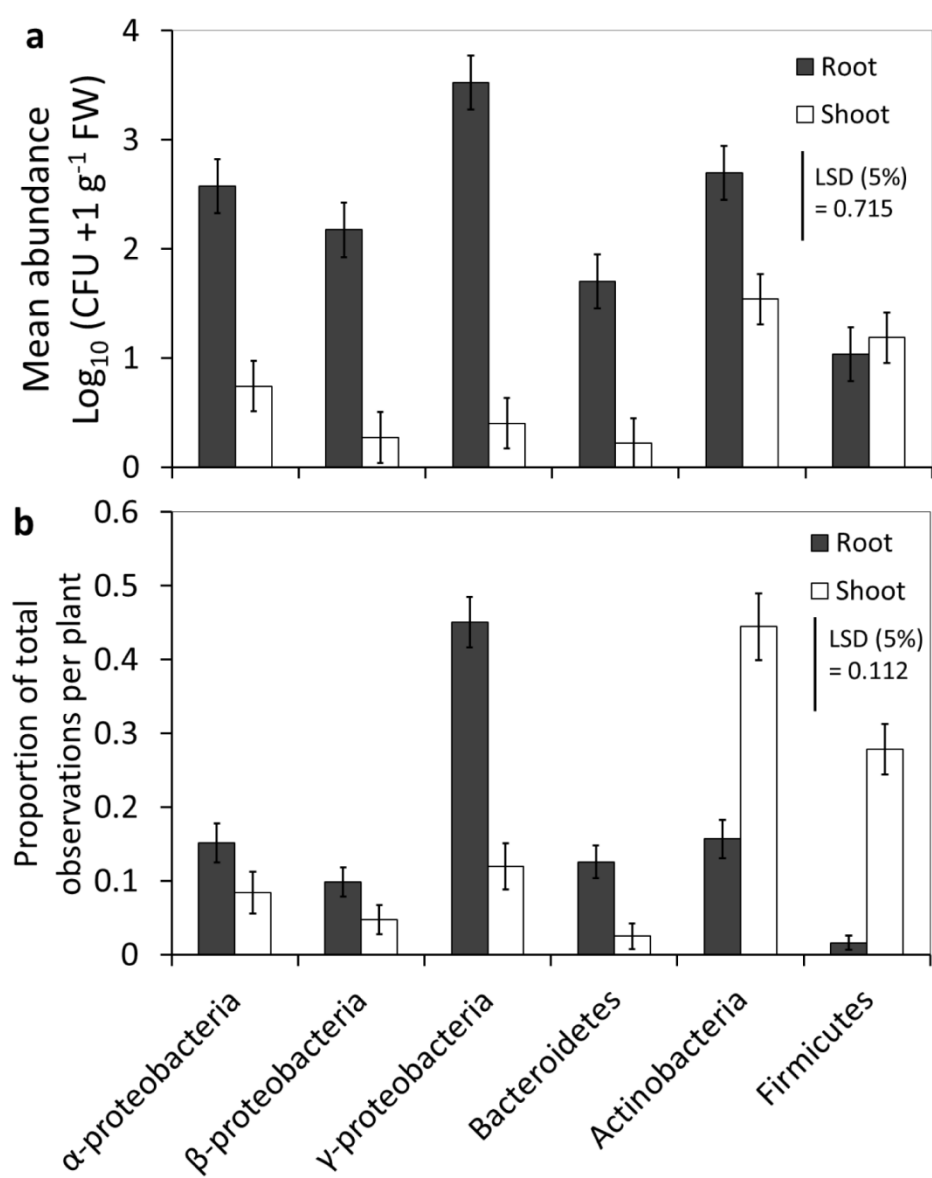 a
Mean abundance
Log₁₀ (CFU +1 g⁻¹ FW)
4
3
2
1
0
Root
Shoot
LSD (5%)
= 0.715
b
Proportion of total
observations per plant
0.6
0.5
0.4
0.3
0.2
0.1
0
Root
Shoot
LSD (5%)
= 0.112
α-proteobacteria
β-proteobacteria
γ-proteobacteria
Bacteroidetes
Actinobacteria
Firmicutes